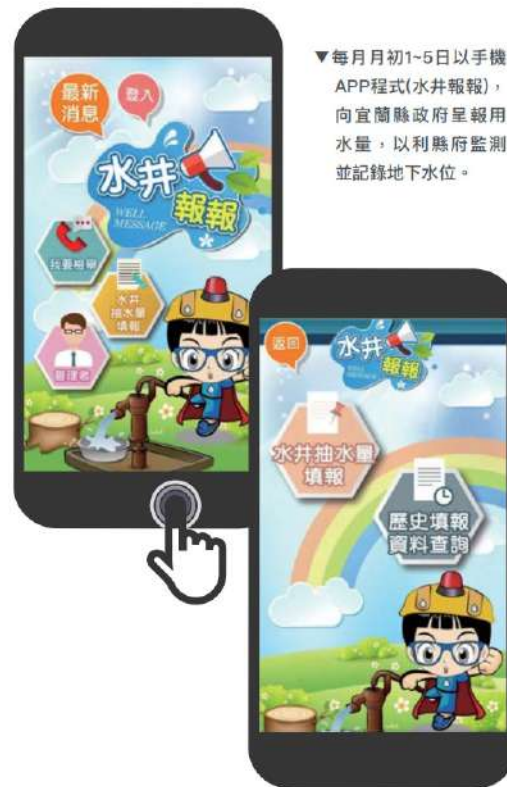 ▼每月月初1~5日以手機
APP程式(水井報報)，
向宜蘭縣政府呈報用
水量，以利縣府監測
並記錄地下水位。
最新
消息
登入
水井
報報
WELL
MESSAGE
我要檢舉
水井
抽水量
填報
管理者
返回
水井
報報
WELL
MESSAGE
水井抽水量
填報
歷史填報
資料查詢